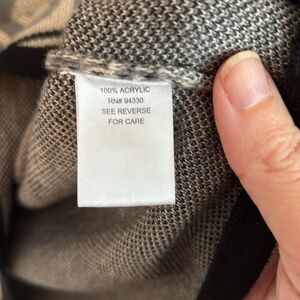 100% ACRYLIC
RN# 94330
SEE REVERSE
FOR CARE